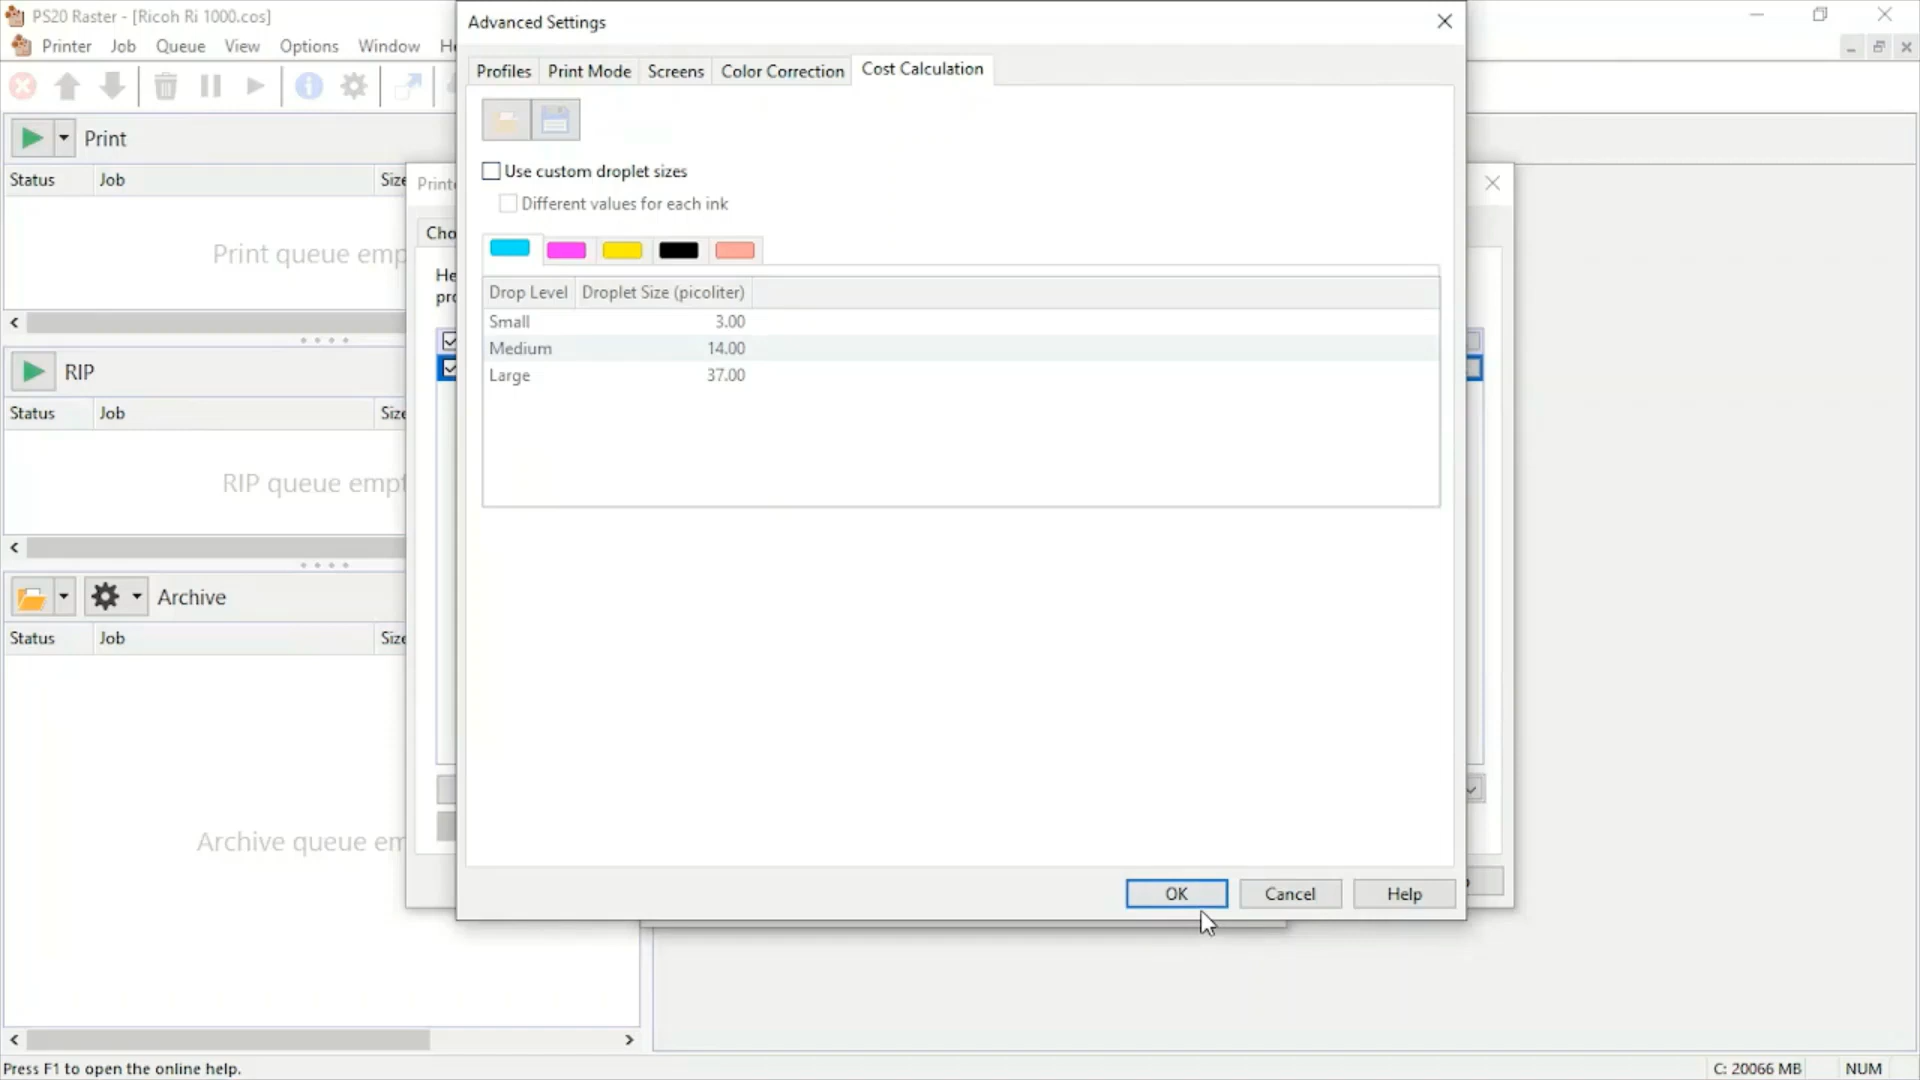 PS20 Raster - [Ricoh Ri 1000.cos]
Printer Job Queue View Options Window
Print
Status Job Size
Print queue emp
RIP
Status Job Size
RIP queue emp
Archive
Status Job Size
Archive queue em
Press F1 to open the online help.
C: 20066 MB NUM
Advanced Settings
Profiles Print Mode Screens Color Correction Cost Calculation
Use custom droplet sizes
Different values for each ink
Drop Level Droplet Size (picoliter)
Small 3.00
Medium 14.00
Large 37.00
OK Cancel Help